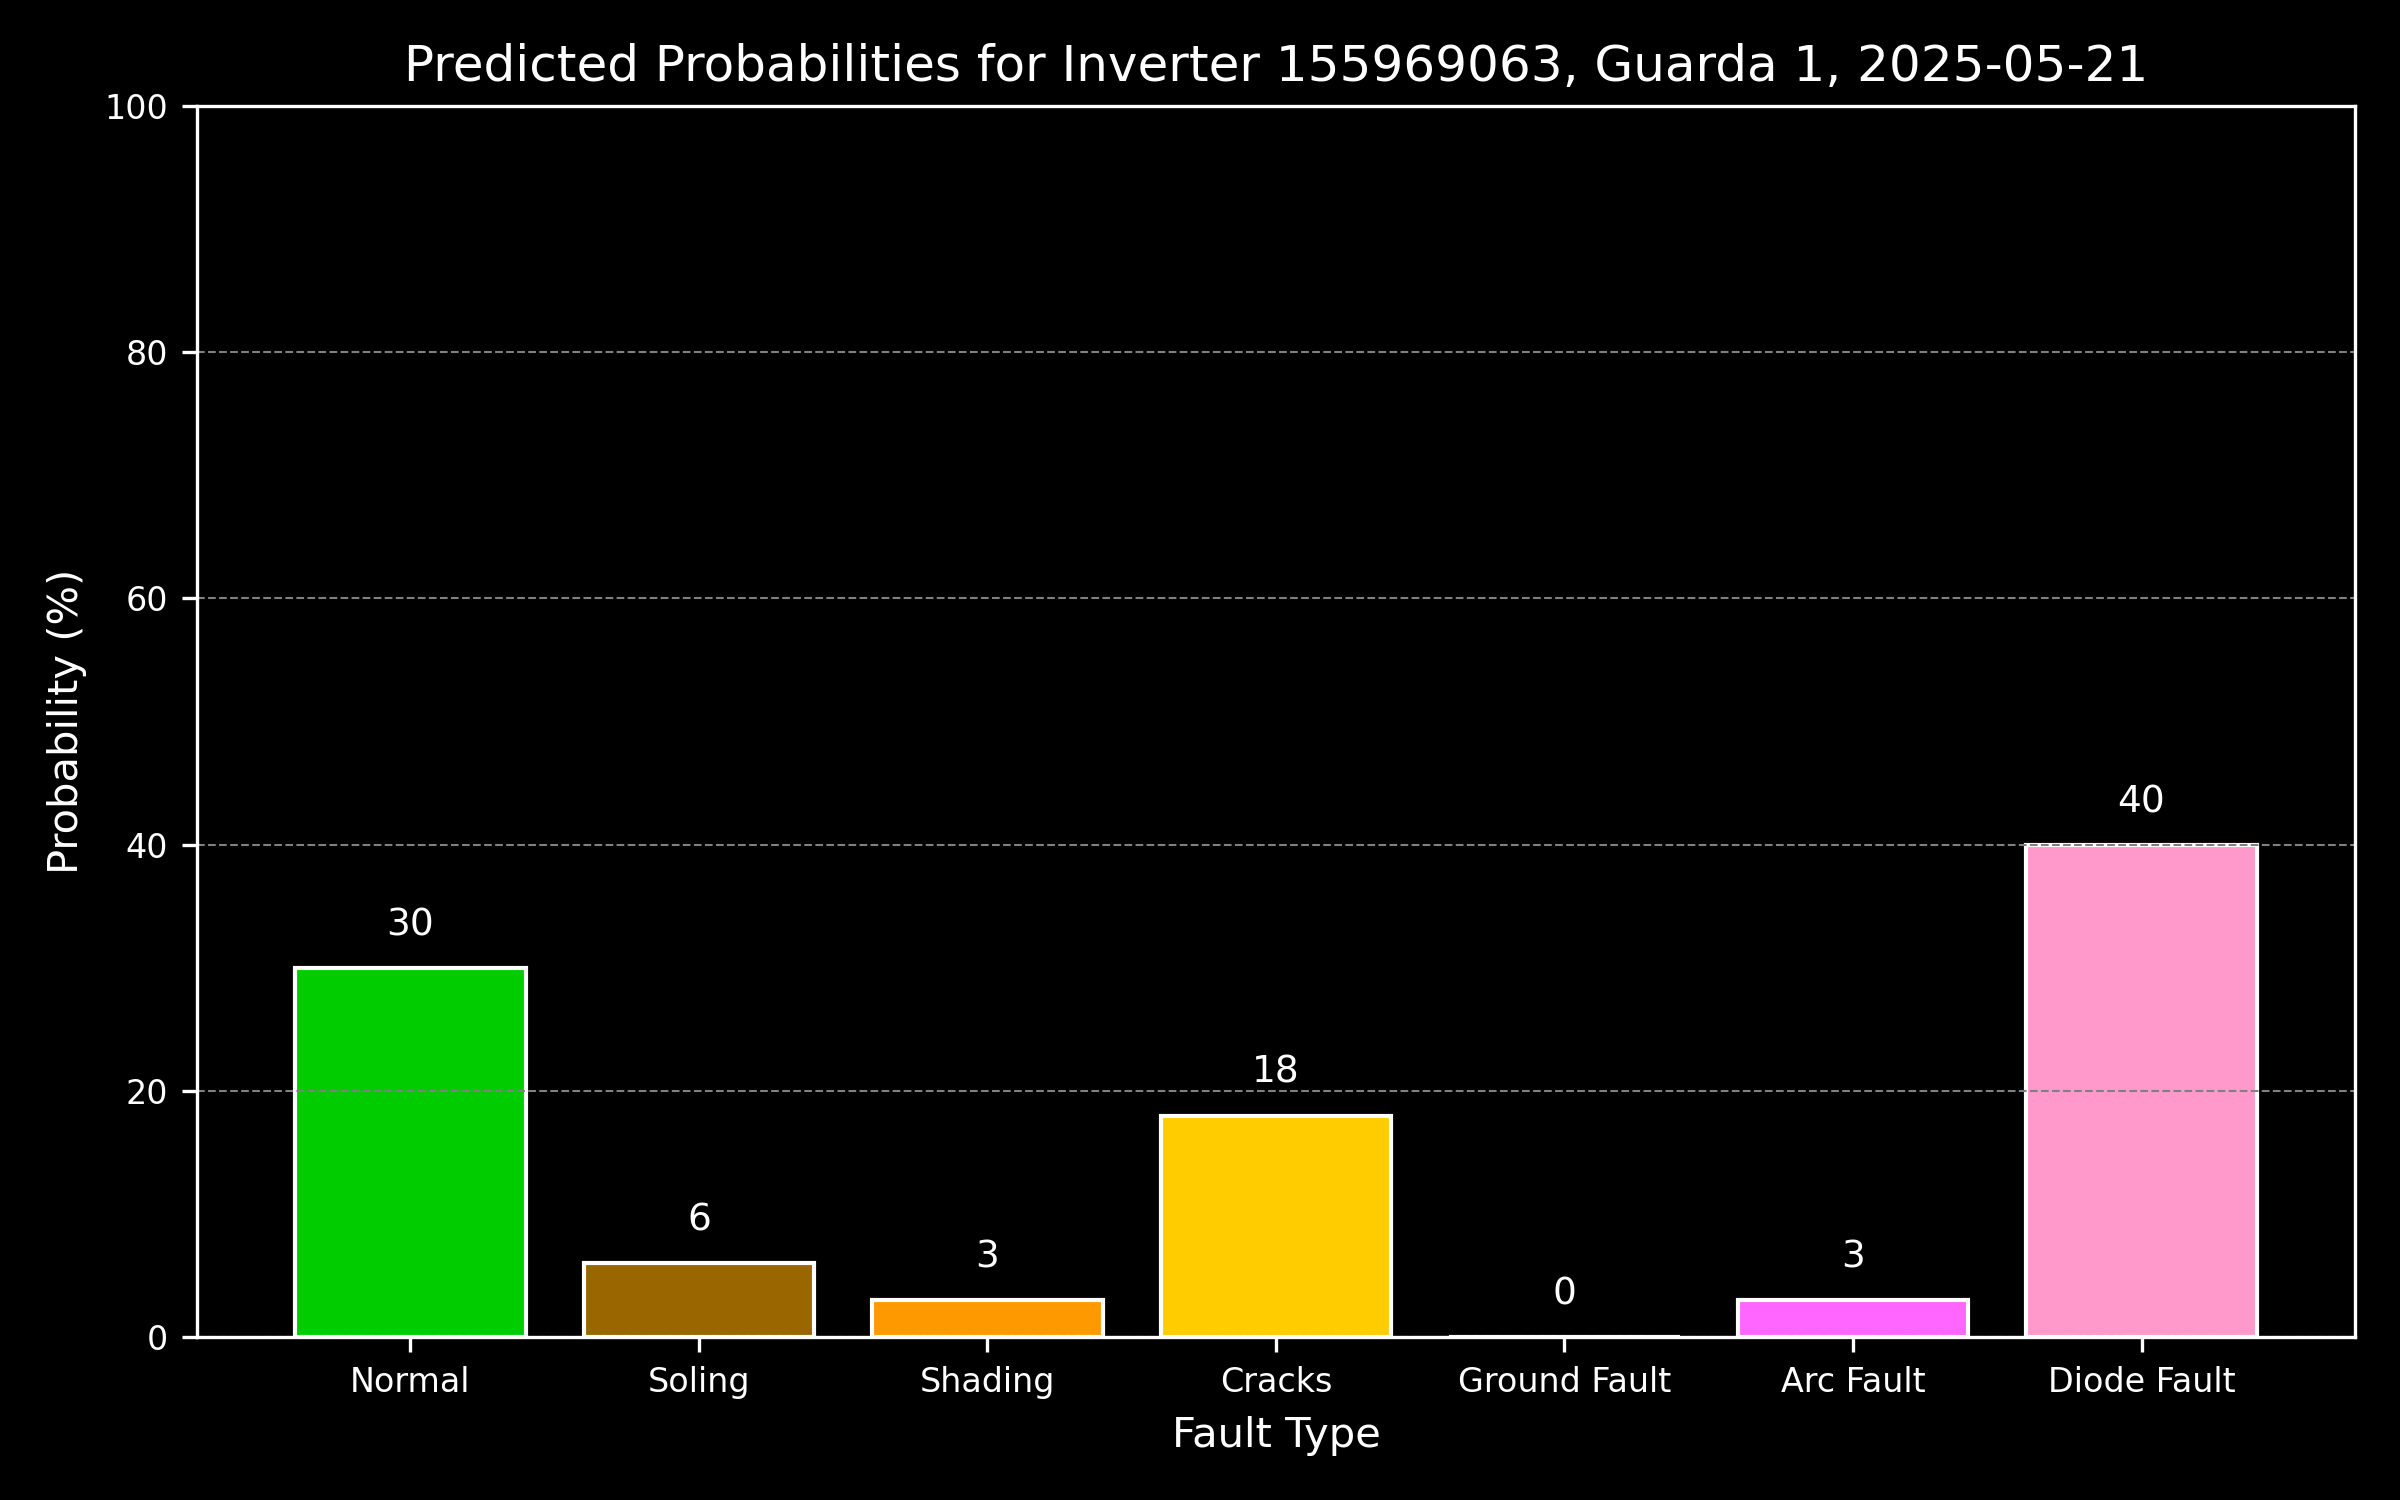 Predicted Probabilities for Inverter 155969063, Guarda 1, 2025-05-21
100
80
60
40
20
0
Probability (%)
30
6
3
18
0
3
40
Normal
Soling
Shading
Cracks
Ground Fault
Arc Fault
Diode Fault
Fault Type